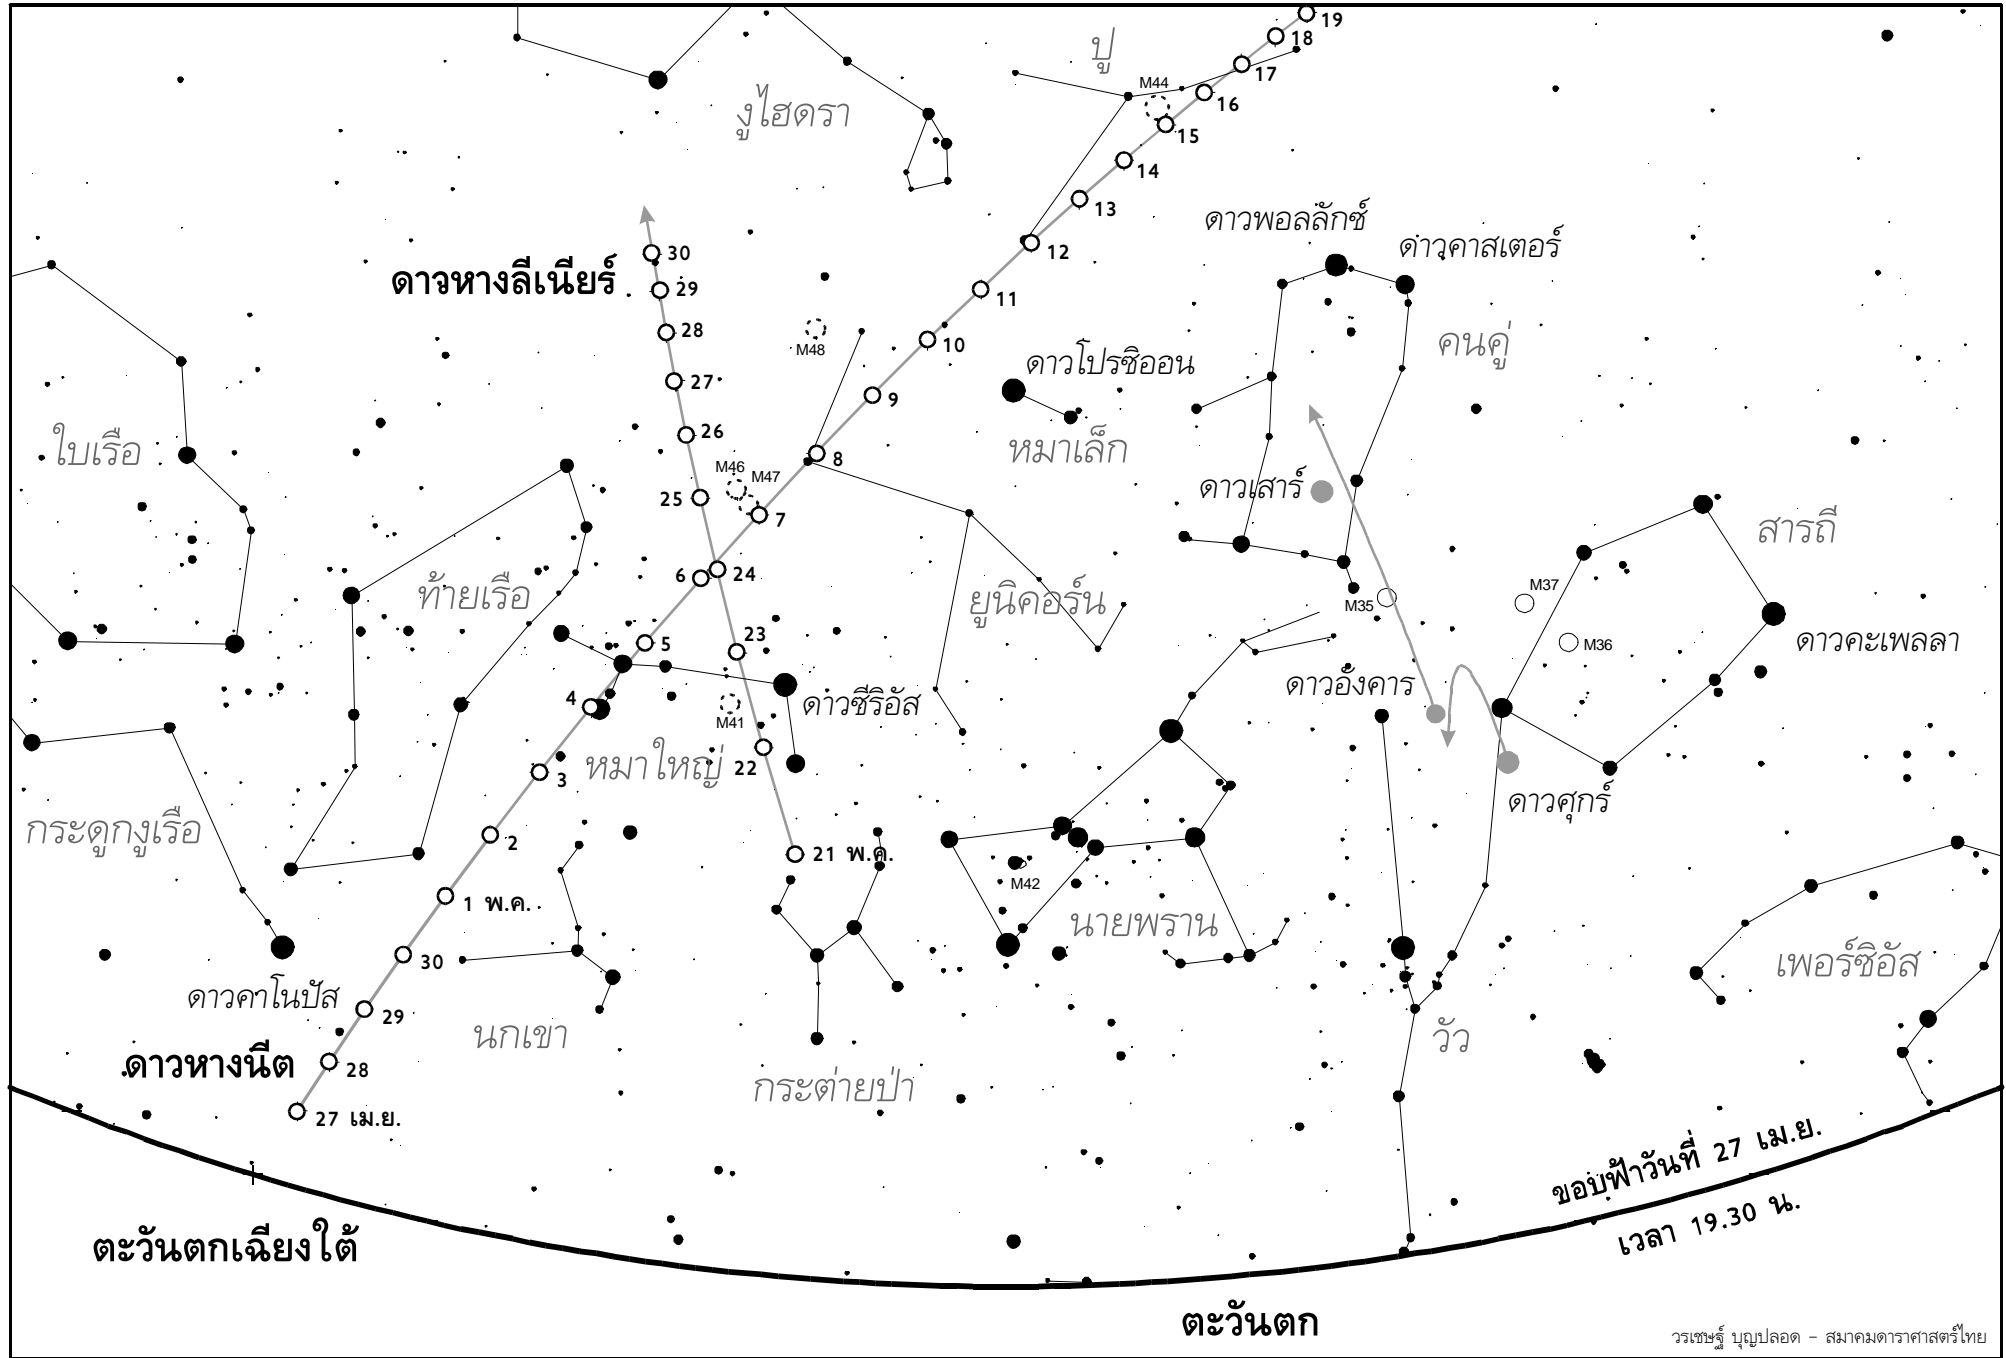 19
18
ปู
17
M44
16
งูไฮดรา
15
14
13
ดาวพอลลักซ์
ดาวคาสเตอร์
12
30
ดาวหางลีเนียร์
29
11
28
M48
10
คนคู่
ดาวโปรซิออน
27
9
26
ใบเรือ
8
หมาเล็ก
M46
M47
25
7
ดาวเสาร์
สารถี
6
24
ท้ายเรือ
ยูนิคอร์น
M35
M37
5
23
M36
ดาวคะเพลลา
4
M41
ดาวซีริอัส
ดาวอังคาร
3
หมาใหญ่
22
ดาวศุกร์
กระดูกงูเรือ
2
21 พ.ค.
M42
1 พ.ค.
นายพราน
30
เพอร์ซิอัส
ดาวคาโนปัส
29
นกเขา
วัว
ดาวหางนีต
28
กระต่ายป่า
27 เม.ย.
ขอบฟ้าวันที่ 27 เม.ย.
เวลา 19.30 น.
ตะวันตกเฉียงใต้
ตะวันตก
วรเชษฐ์ บุญปลอด - สมาคมดาราศาสตร์ไทย